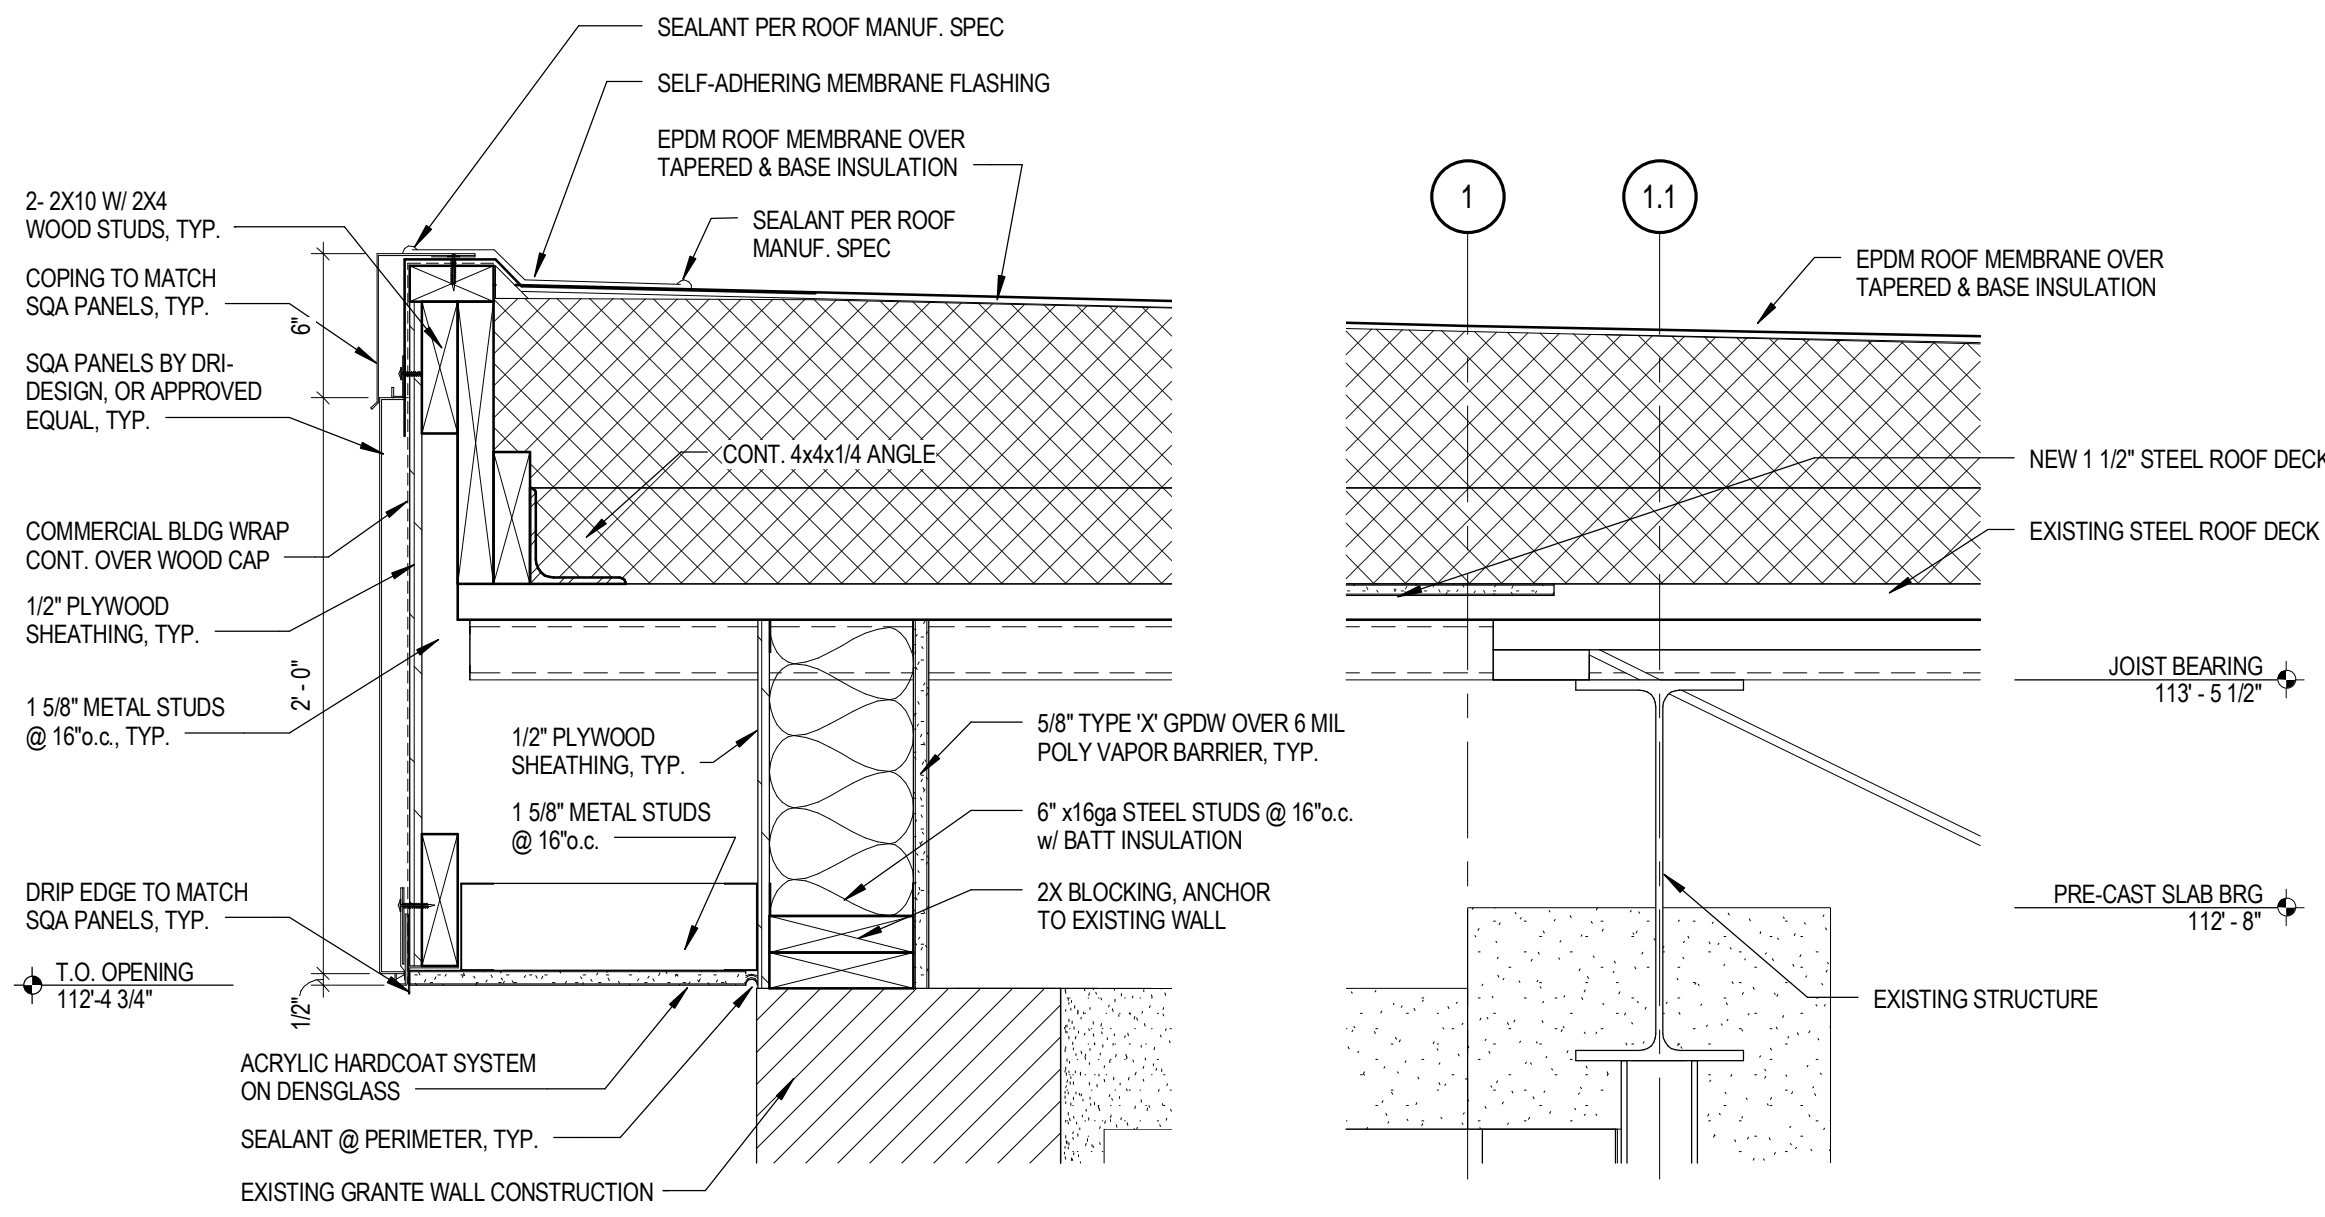 SEALANT PER ROOF MANUF. SPEC
SELF-ADHERING MEMBRANE FLASHING
EPDM ROOF MEMBRANE OVER
TAPERED & BASE INSULATION
SEALANT PER ROOF
MANUF. SPEC
2- 2X10 W/ 2X4
WOOD STUDS, TYP.
COPING TO MATCH
SQA PANELS, TYP.
SQA PANELS BY DRI-
DESIGN, OR APPROVED
EQUAL, TYP.
COMMERCIAL BLDG WRAP
CONT. OVER WOOD CAP
1/2" PLYWOOD
SHEATHING, TYP.
1 5/8" METAL STUDS
@ 16"o.c., TYP.
DRIP EDGE TO MATCH
SQA PANELS, TYP.
T.O. OPENING
112'-4 3/4"
6"
2' - 0"
1/2"
CONT. 4x4x1/4 ANGLE
1/2" PLYWOOD
SHEATHING, TYP.
1 5/8" METAL STUDS
@ 16"o.c.
5/8" TYPE 'X' GPDW OVER 6 MIL
POLY VAPOR BARRIER, TYP.
6" x16ga STEEL STUDS @ 16"o.c.
w/ BATT INSULATION
2X BLOCKING, ANCHOR
TO EXISTING WALL
ACRYLIC HARDCOAT SYSTEM
ON DENSGLASS
SEALANT @ PERIMETER, TYP.
EXISTING GRANTE WALL CONSTRUCTION
1
1.1
EPDM ROOF MEMBRANE OVER
TAPERED & BASE INSULATION
NEW 1 1/2" STEEL ROOF DECK
EXISTING STEEL ROOF DECK
JOIST BEARING
113' - 5 1/2"
PRE-CAST SLAB BRG
112' - 8"
EXISTING STRUCTURE